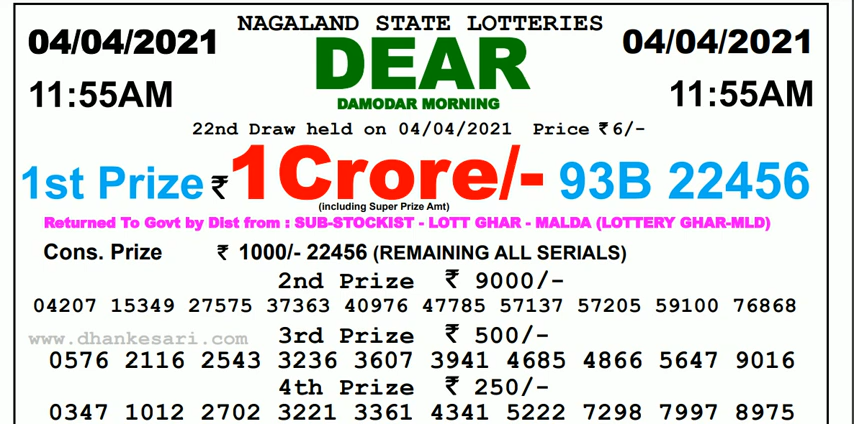 NAGALAND STATE LOTTERIES
04/04/2021 DEAR 04/04/2021
11:55AM DAMODAR MORNING 11:55AM
22nd Draw held on 04/04/2021 Price ₹6/-
1st Prize ₹1Crore/- 93B 22456
(including Super Prize Amt)
Returned To Govt by Dist from : SUB-STOCKIST - LOTT GHAR - MALDA (LOTTERY GHAR-MLD)
Cons. Prize ₹ 1000/- 22456 (REMAINING ALL SERIALS)
2nd Prize ₹ 9000/-
04207 15349 27575 37363 40976 47785 57137 57205 59100 76868
www.dhankesari.com 3rd Prize ₹ 500/-
0576 2116 2543 3236 3607 3941 4685 4866 5647 9016
4th Prize ₹ 250/-
0347 1012 2702 3221 3361 4341 5222 7298 7997 8975